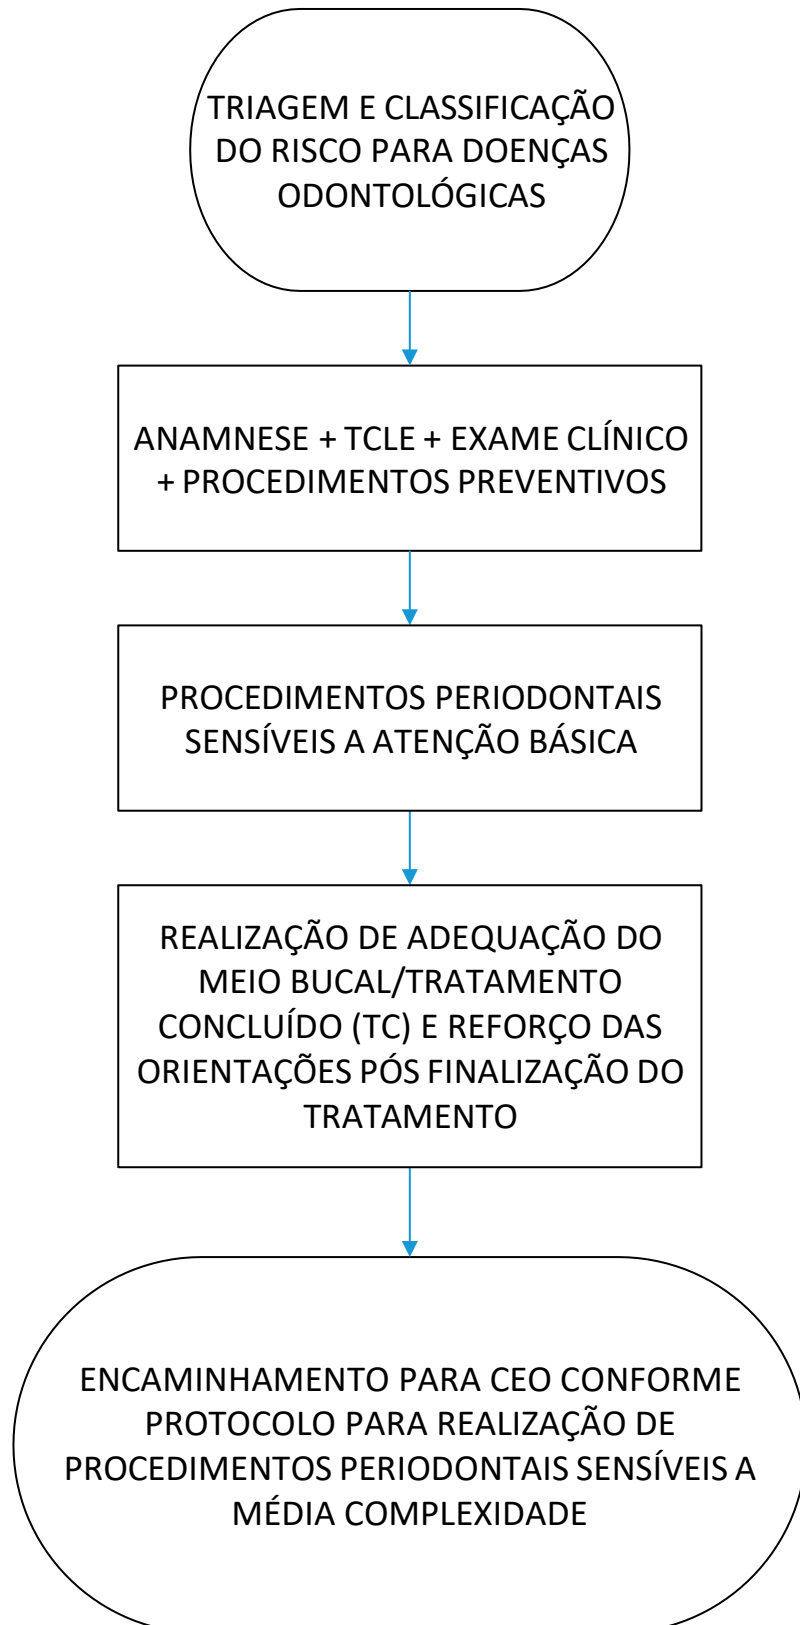 TRIAGEM E CLASSIFICAÇÃO
DO RISCO PARA DOENÇAS
ODONTOLÓGICAS
ANAMNESE + TCLE + EXAME CLÍNICO
+ PROCEDIMENTOS PREVENTIVOS
PROCEDIMENTOS PERIODONTAIS
SENSÍVEIS A ATENÇÃO BÁSICA
REALIZAÇÃO DE ADEQUAÇÃO DO
MEIO BUCAL/TRATAMENTO
CONCLUÍDO (TC) E REFORÇO DAS
ORIENTAÇÕES PÓS FINALIZAÇÃO DO
TRATAMENTO
ENCAMINHAMENTO PARA CEO CONFORME
PROTOCOLO PARA REALIZAÇÃO DE
PROCEDIMENTOS PERIODONTAIS SENSÍVEIS A
MÉDIA COMPLEXIDADE